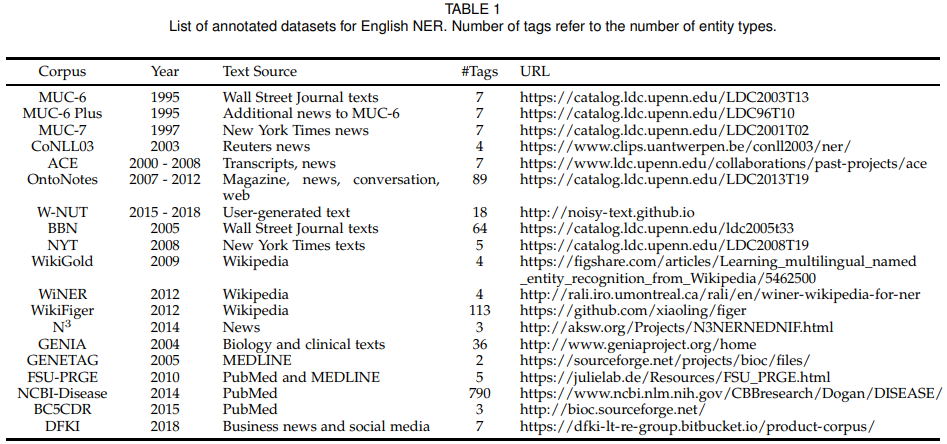 TABLE 1
List of annotated datasets for English NER. Number of tags refer to the number of entity types.
Corpus Year Text Source #Tags URL
MUC-6 1995 Wall Street Journal texts 7 https://catalog.ldc.upenn.edu/LDC2003T13
MUC-6 Plus 1995 Additional news to MUC-6 7 https://catalog.ldc.upenn.edu/LDC96T10
MUC-7 1997 New York Times news 7 https://catalog.ldc.upenn.edu/LDC2001T02
CoNLL03 2003 Reuters news 4 https://www.clips.uantwerpen.be/conll2003/ner/
ACE 2000 - 2008 Transcripts, news 7 https://www.ldc.upenn.edu/collaborations/past-projects/ace
OntoNotes 2007 - 2012 Magazine, news, conversation, 89 https://catalog.ldc.upenn.edu/LDC2013T19
web
W-NUT 2015 - 2018 User-generated text 18 http://noisy-text.github.io
BBN 2005 Wall Street Journal texts 64 https://catalog.ldc.upenn.edu/ldc2005t33
NYT 2008 New York Times texts 5 https://catalog.ldc.upenn.edu/LDC2008T19
WikiGold 2009 Wikipedia 4 https://figshare.com/articles/Learning_multilingual_named
_entity_recognition_from_Wikipedia/5462500
WiNER 2012 Wikipedia 4 http://rali.iro.umontreal.ca/rali/en/winer-wikipedia-for-ner
WikiFiger 2012 Wikipedia 113 https://github.com/xiaoling/figer
N³ 2014 News 3 http://aksw.org/Projects/N3NERNEDNIF.html
GENIA 2004 Biology and clinical texts 36 http://www.geniaproject.org/home
GENETAG 2005 MEDLINE 2 https://sourceforge.net/projects/bioc/files/
FSU-PRGE 2010 PubMed and MEDLINE 5 https://julielab.de/Resources/FSU_PRGE.html
NCBI-Disease 2014 PubMed 790 https://www.ncbi.nlm.nih.gov/CBBresearch/Dogan/DISEASE/
BC5CDR 2015 PubMed 3 http://bioc.sourceforge.net/
DFKI 2018 Business news and social media 7 https://dfki-lt-re-group.bitbucket.io/product-corpus/